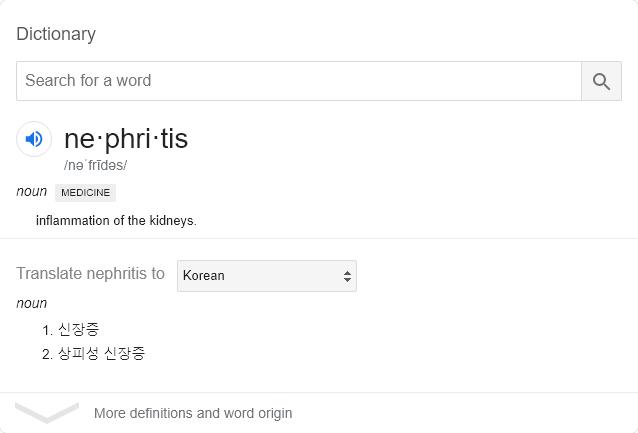 Dictionary
Search for a word
ne·phri·tis
/nəˈfrīdəs/
noun MEDICINE
inflammation of the kidneys.
Translate nephritis to Korean
noun
1. 신장증
2. 상피성 신장증
More definitions and word origin